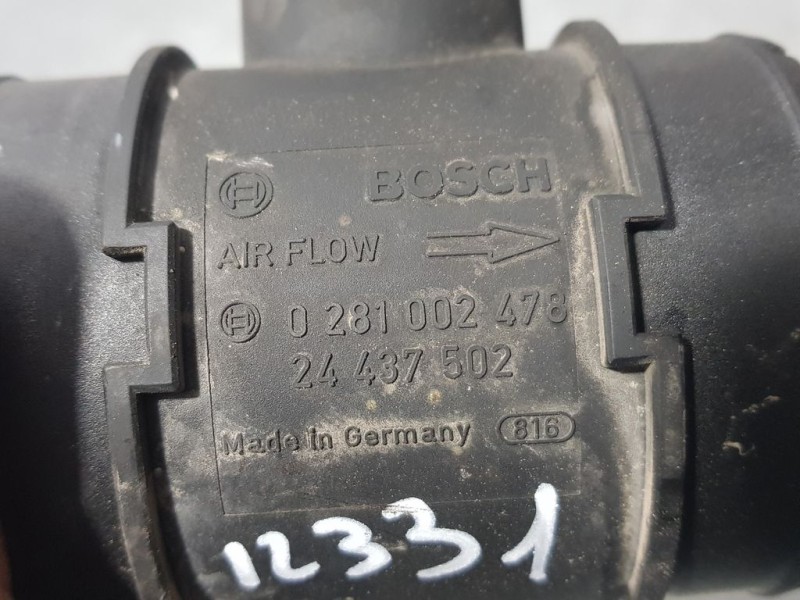 BOSCH
AIR FLOW
0 281 002 478
24 437 502
Made in Germany 816
12331